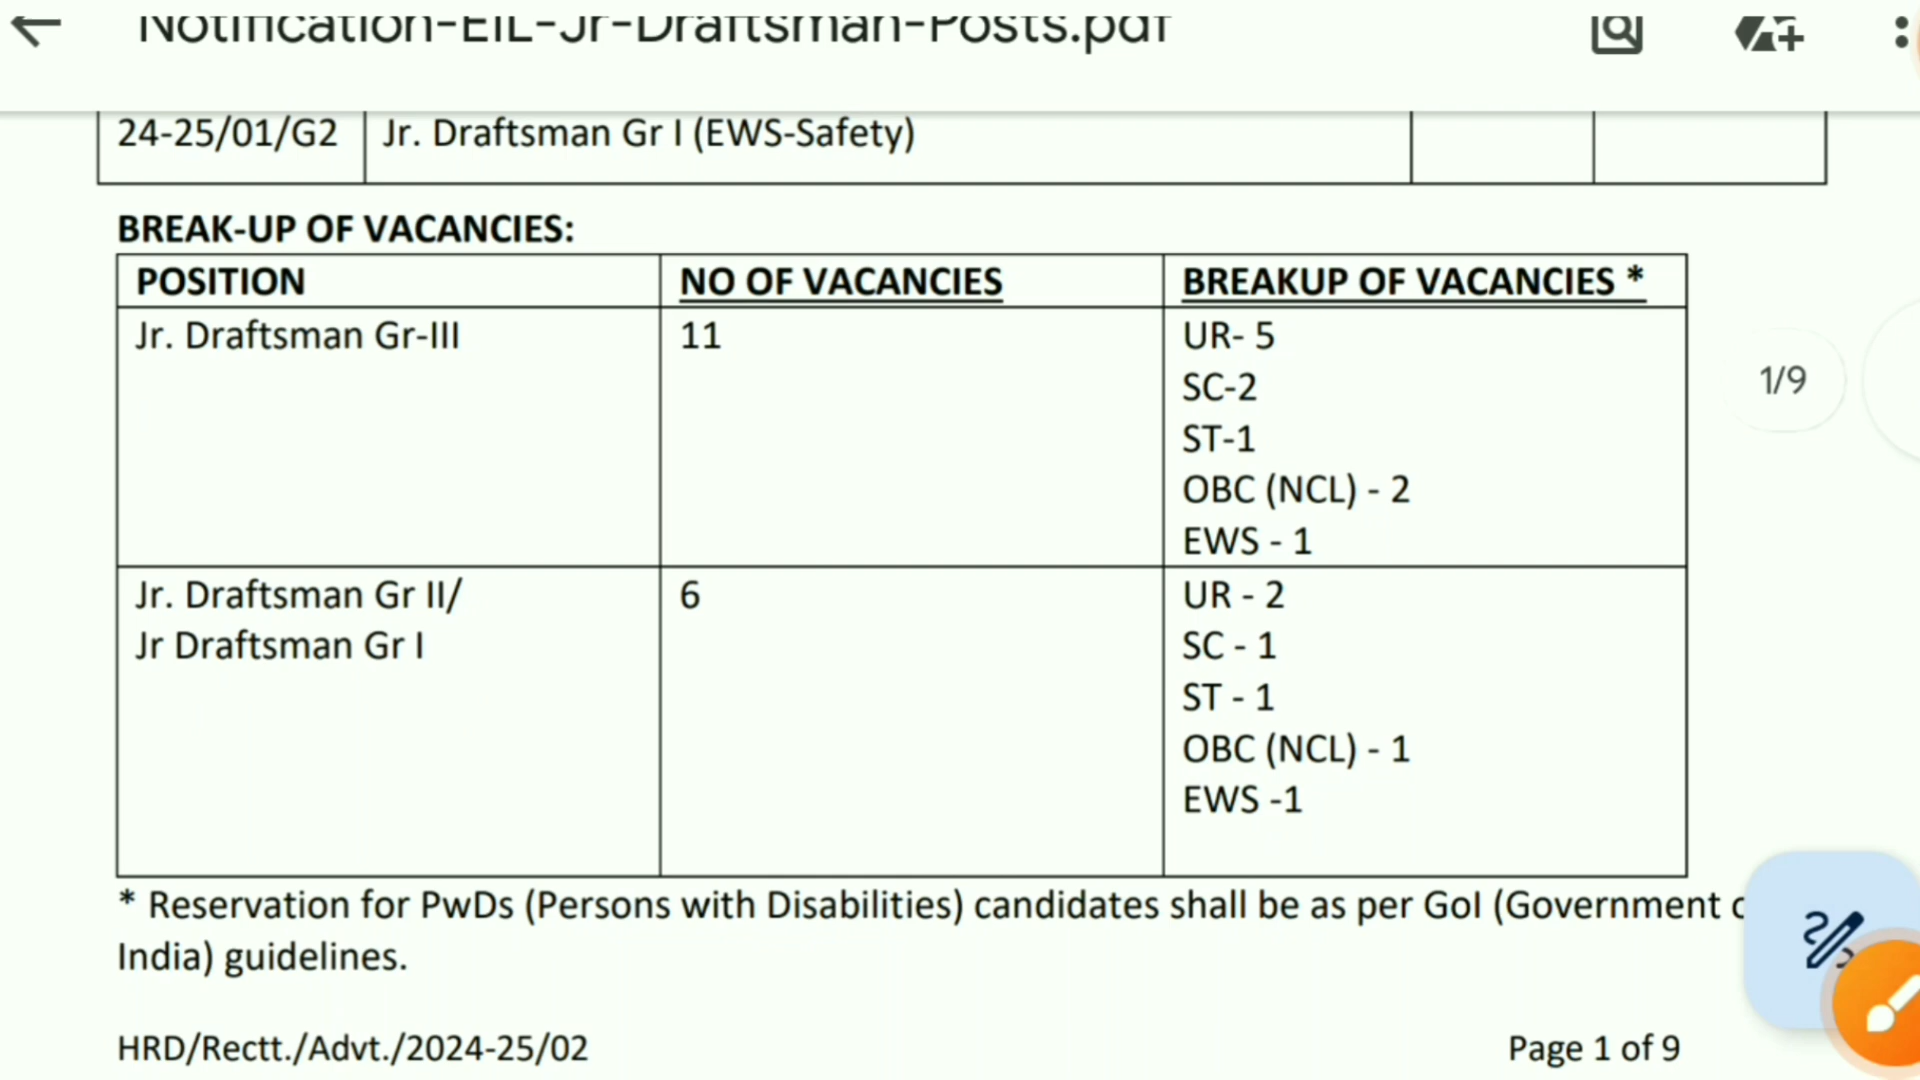 Notification-EIL-Jr-Draftsman-Posts.pdf
24-25/01/G2 Jr. Draftsman Gr I (EWS-Safety)
BREAK-UP OF VACANCIES:
POSITION NO OF VACANCIES BREAKUP OF VACANCIES *
Jr. Draftsman Gr-III 11 UR- 5
SC-2
ST-1
OBC (NCL) - 2
EWS - 1
1/9
Jr. Draftsman Gr II/ 6 UR - 2
Jr Draftsman Gr I SC - 1
ST - 1
OBC (NCL) - 1
EWS -1
* Reservation for PwDs (Persons with Disabilities) candidates shall be as per GoI (Government
India) guidelines.
HRD/Rectt./Advt./2024-25/02 Page 1 of 9